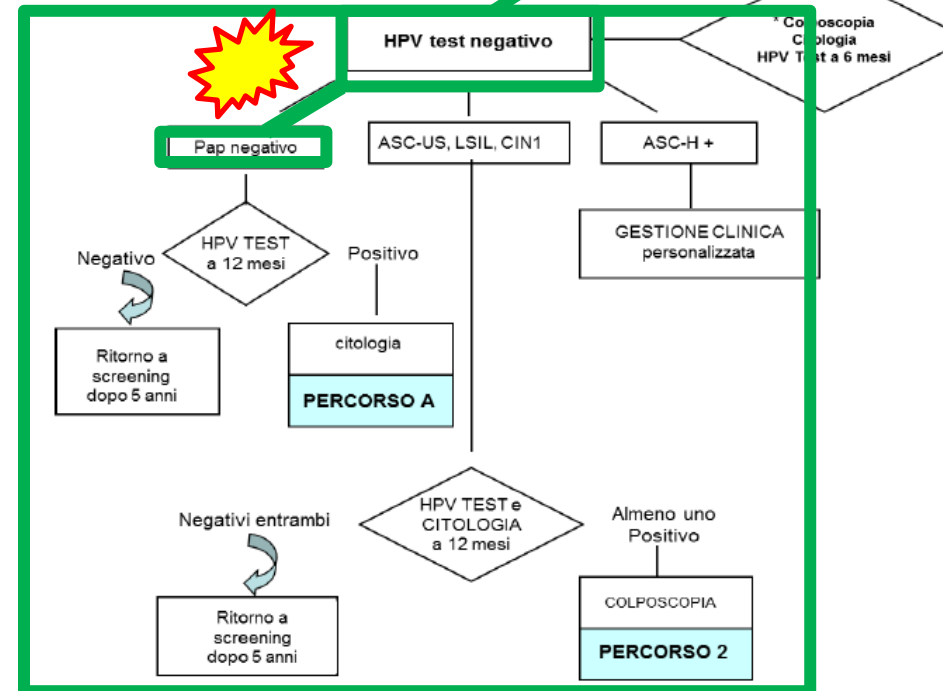 * Colposcopia
Citologia
HPV Test a 6 mesi
HPV test negativo
Pap negativo
ASC-US, LSIL, CIN1
ASC-H +
GESTIONE CLINICA
personalizzata
HPV TEST
a 12 mesi
Negativo
Positivo
Ritorno a
screening
dopo 5 anni
citologia
PERCORSO A
HPV TEST e
CITOLOGIA
a 12 mesi
Negativi entrambi
Almeno uno
Positivo
Ritorno a
screening
dopo 5 anni
COLPOSCOPIA
PERCORSO 2